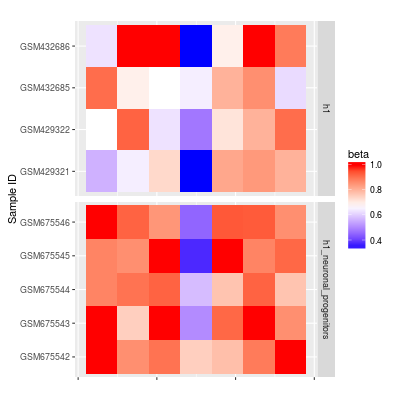 Sample ID
GSM432686
GSM432685
GSM429322
GSM429321
h1
GSM675546
GSM675545
GSM675544
GSM675543
GSM675542
h1_neuronal_progenitors
beta
1.0
0.8
0.6
0.4